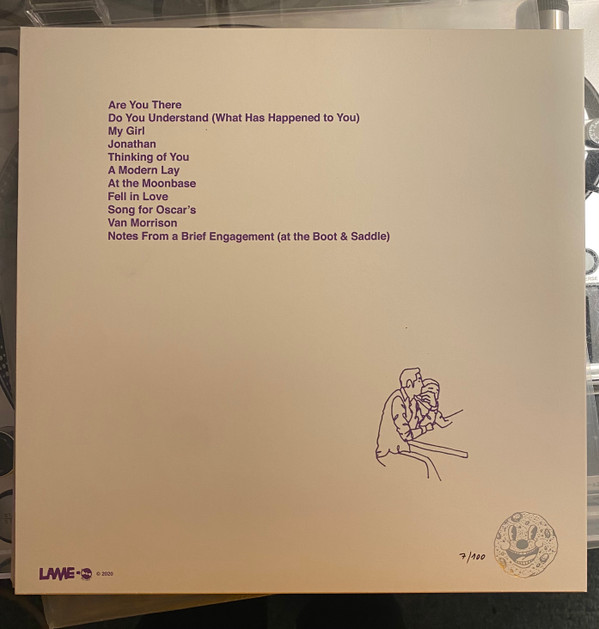 Are You There
Do You Understand (What Has Happened to You)
My Girl
Jonathan
Thinking of You
A Modern Lay
At the Moonbase
Fell in Love
Song for Oscar's
Van Morrison
Notes From a Brief Engagement (at the Boot & Saddle)
7/100
LAME-O © 2020